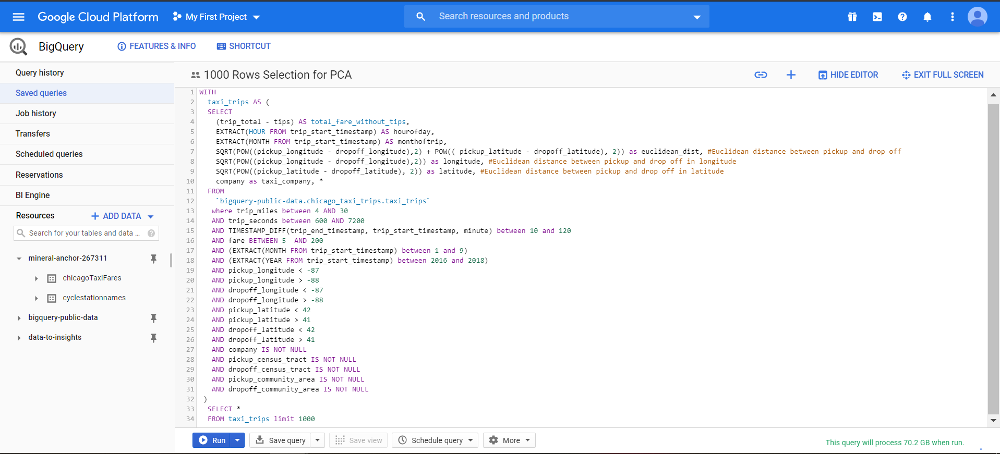 Google Cloud Platform
My First Project
Search resources and products
BigQuery
FEATURES & INFO
SHORTCUT
Query history
Saved queries
Job history
Transfers
Scheduled queries
Reservations
BI Engine
Resources
ADD DATA
Search for your tables and data ...
mineral-anchor-267311
chicagoTaxiFares
cyclestationnames
bigquery-public-data
data-to-insights
1000 Rows Selection for PCA
HIDE EDITOR
EXIT FULL SCREEN
1 WITH
2 taxi_trips AS (
3 SELECT
4 (trip_total - tips) AS total_fare_without_tips,
5 EXTRACT(HOUR FROM trip_start_timestamp) AS hourofday,
6 EXTRACT(MONTH FROM trip_start_timestamp) AS monthoftrip,
7 SQRT(POW((pickup_longitude - dropoff_longitude),2) + POW(( pickup_latitude - dropoff_latitude), 2)) as euclidean_dist, #Euclidean distance between pickup and drop off
8 SQRT(POW((pickup_longitude - dropoff_longitude),2)) as longitude, #Euclidean distance between pickup and drop off in longitude
9 SQRT(POW((pickup_latitude - dropoff_latitude), 2)) as latitude, #Euclidean distance between pickup and drop off in latitude
10 company as taxi_company, *
11 FROM
12 `bigquery-public-data.chicago_taxi_trips.taxi_trips`
13 where trip_miles between 4 AND 30
14 AND trip_seconds between 600 AND 7200
15 AND TIMESTAMP_DIFF(trip_end_timestamp, trip_start_timestamp, minute) between 10 and 120
16 AND fare BETWEEN 5  AND 200
17 AND (EXTRACT(MONTH FROM trip_start_timestamp) between 1 and 9)
18 AND (EXTRACT(YEAR FROM trip_start_timestamp) between 2016 and 2018)
19 AND pickup_longitude < -87
20 AND pickup_longitude > -88
21 AND dropoff_longitude < -87
22 AND dropoff_longitude > -88
23 AND pickup_latitude < 42
24 AND pickup_latitude > 41
25 AND dropoff_latitude < 42
26 AND dropoff_latitude > 41
27 AND company IS NOT NULL
28 AND pickup_census_tract IS NOT NULL
29 AND dropoff_census_tract IS NOT NULL
30 AND pickup_community_area IS NOT NULL
31 AND dropoff_community_area IS NOT NULL
32 )
33 SELECT *
34 FROM taxi_trips limit 1000
Run
Save query
Save view
Schedule query
More
This query will process 70.2 GB when run.